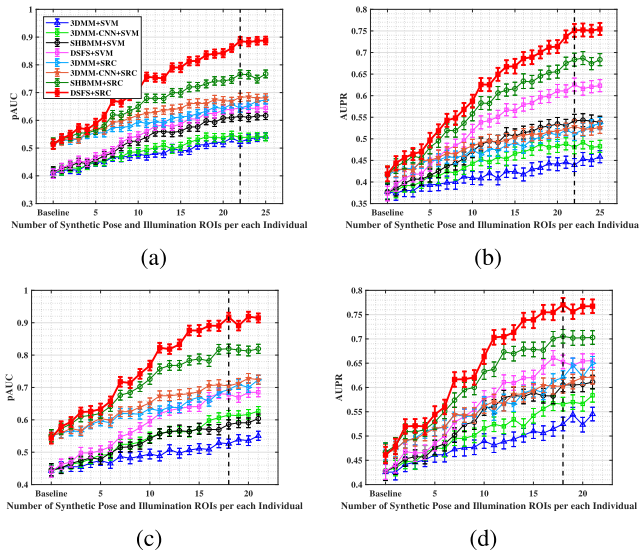 1
0.9
0.8
0.7
0.6
0.5
0.4
0.3
pAUC
3DMM+SVM
3DMM-CNN+SVM
SHBMM+SVM
DSFS+SVM
3DMM+SRC
3DMM-CNN+SRC
SHBMM+SRC
DSFS+SRC
Baseline 5 10 15 20 25
Number of Synthetic Pose and Illumination ROIs per each Individual
(a)
0.85
0.8
0.75
0.7
0.65
0.6
0.55
0.5
0.45
0.4
0.35
AUPR
Baseline 5 10 15 20 25
Number of Synthetic Pose and Illumination ROIs per each Individual
(b)
1
0.9
0.8
0.7
0.6
0.5
0.4
pAUC
Baseline 5 10 15 20
Number of Synthetic Pose and Illumination ROIs per each Individual
(c)
0.8
0.75
0.7
0.65
0.6
0.55
0.5
0.45
0.4
0.35
AUPR
Baseline 5 10 15 20
Number of Synthetic Pose and Illumination ROIs per each Individual
(d)